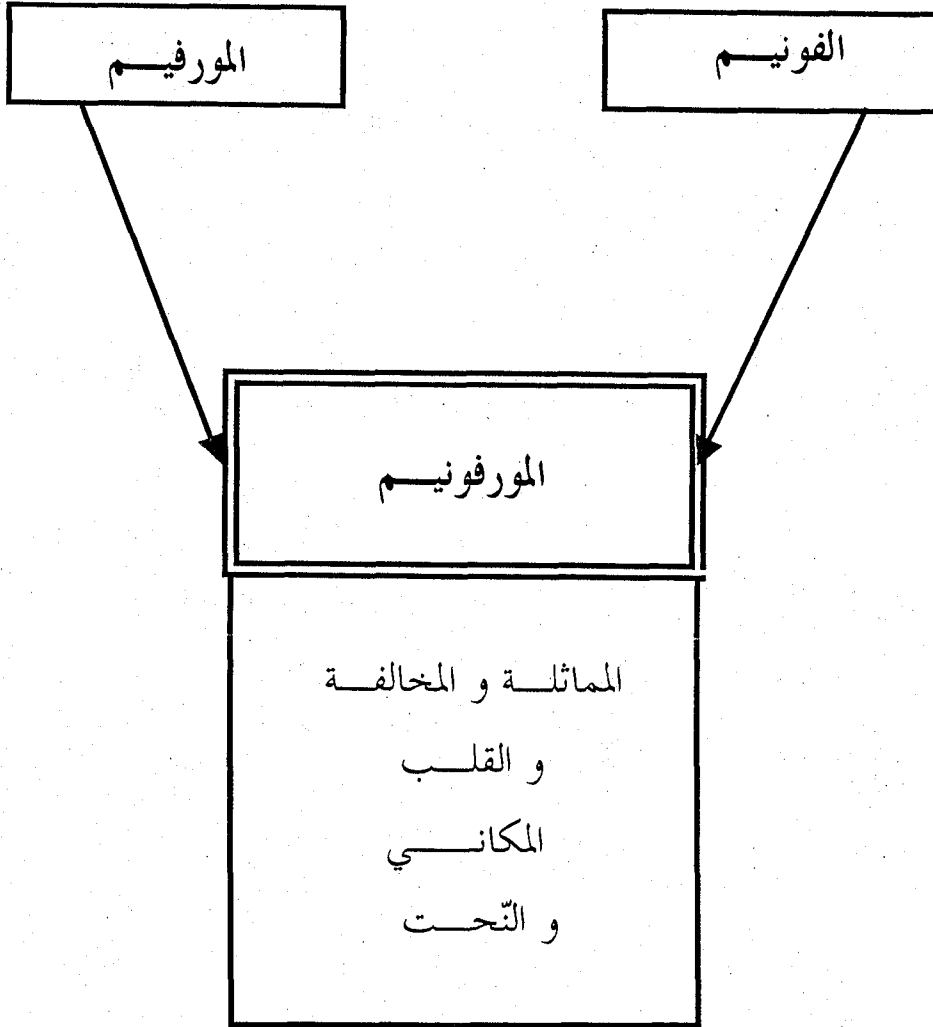 الفونيم
المورفيم
المورفونيم
المماثلة و المخالفة
و القلب
المكاني
و النّحت